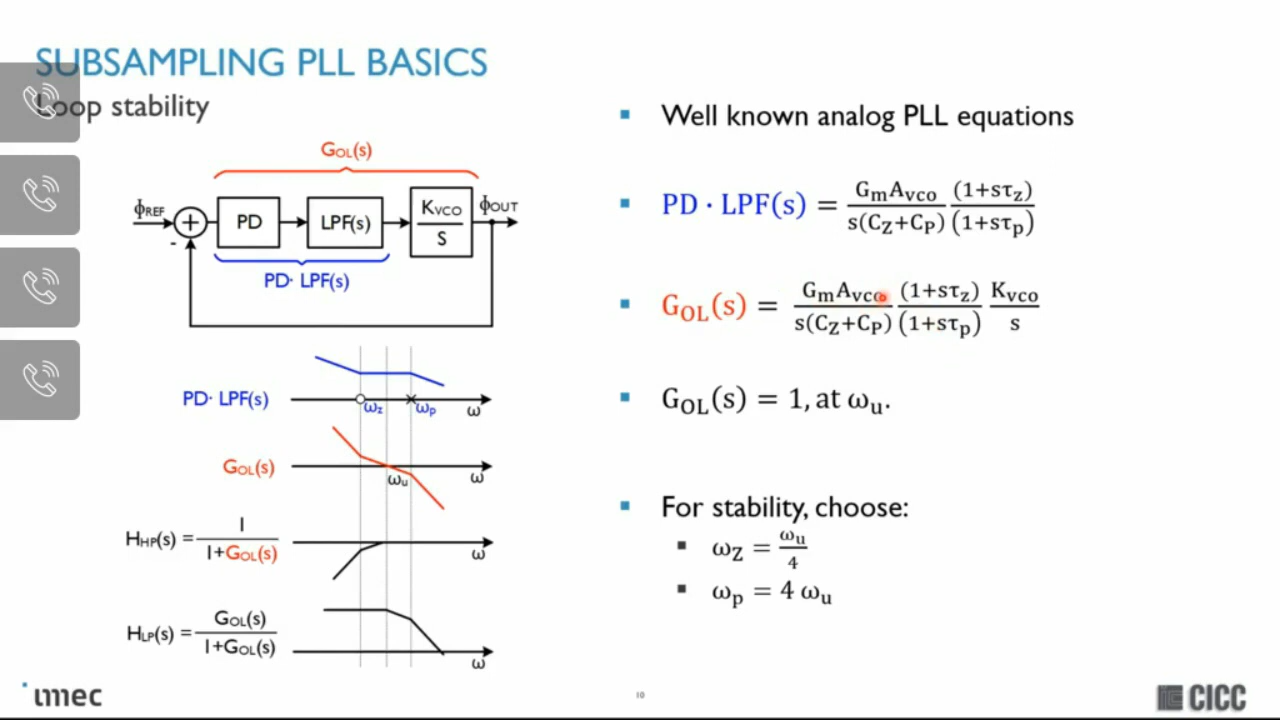 SUBSAMPLING PLL BASICS
Loop stability
G_OL(s)
ϕ_REF
+
-
PD
LPF(s)
K_VCO / S
ϕ_OUT
PD· LPF(s)
PD· LPF(s)
ω_z
ω_p
ω
G_OL(s)
ω_u
ω
H_HP(s) = 1 / 1+G_OL(s)
ω
H_LP(s) = G_OL(s) / 1+G_OL(s)
ω
Well known analog PLL equations
PD · LPF(s) = G_m A_vco / s(C_Z+C_P) (1+sτ_z) / (1+sτ_p)
G_OL(s) = G_m A_vco / s(C_Z+C_P) (1+sτ_z) / (1+sτ_p) K_vco / s
G_OL(s) = 1, at ω_u.
For stability, choose:
ω_Z = ω_u / 4
ω_p = 4 ω_u
imec
10
CICC